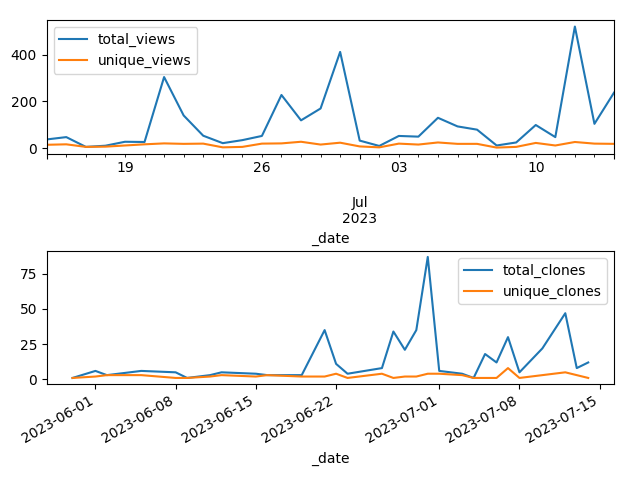 total_views
unique_views
400
200
0
19
26
03
10
Jul
2023
_date
total_clones
unique_clones
75
50
25
0
2023-06-01
2023-06-08
2023-06-15
2023-06-22
2023-07-01
2023-07-08
2023-07-15
_date